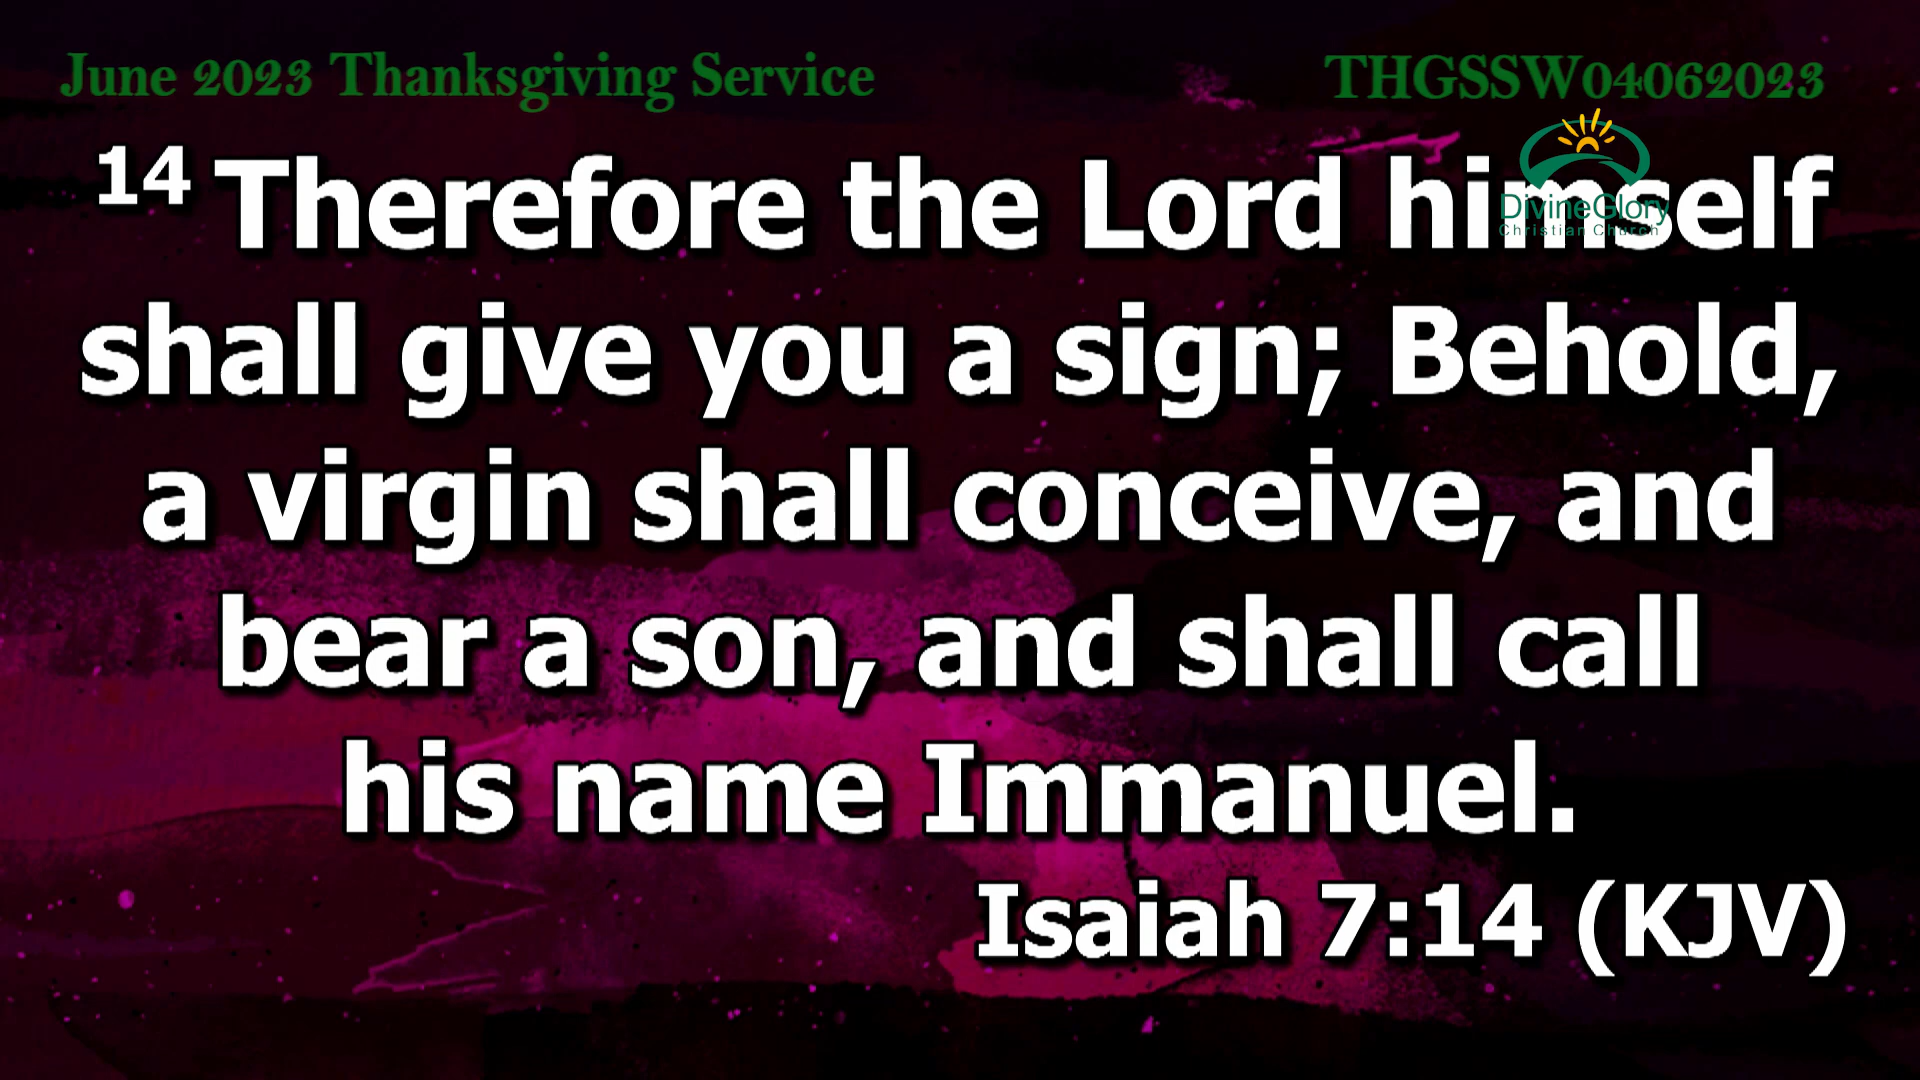 June 2023 Thanksgiving Service
THGSSW04062023
DivineGlory
Christian Church
14 Therefore the Lord himself
shall give you a sign; Behold,
a virgin shall conceive, and
bear a son, and shall call
his name Immanuel.
Isaiah 7:14 (KJV)